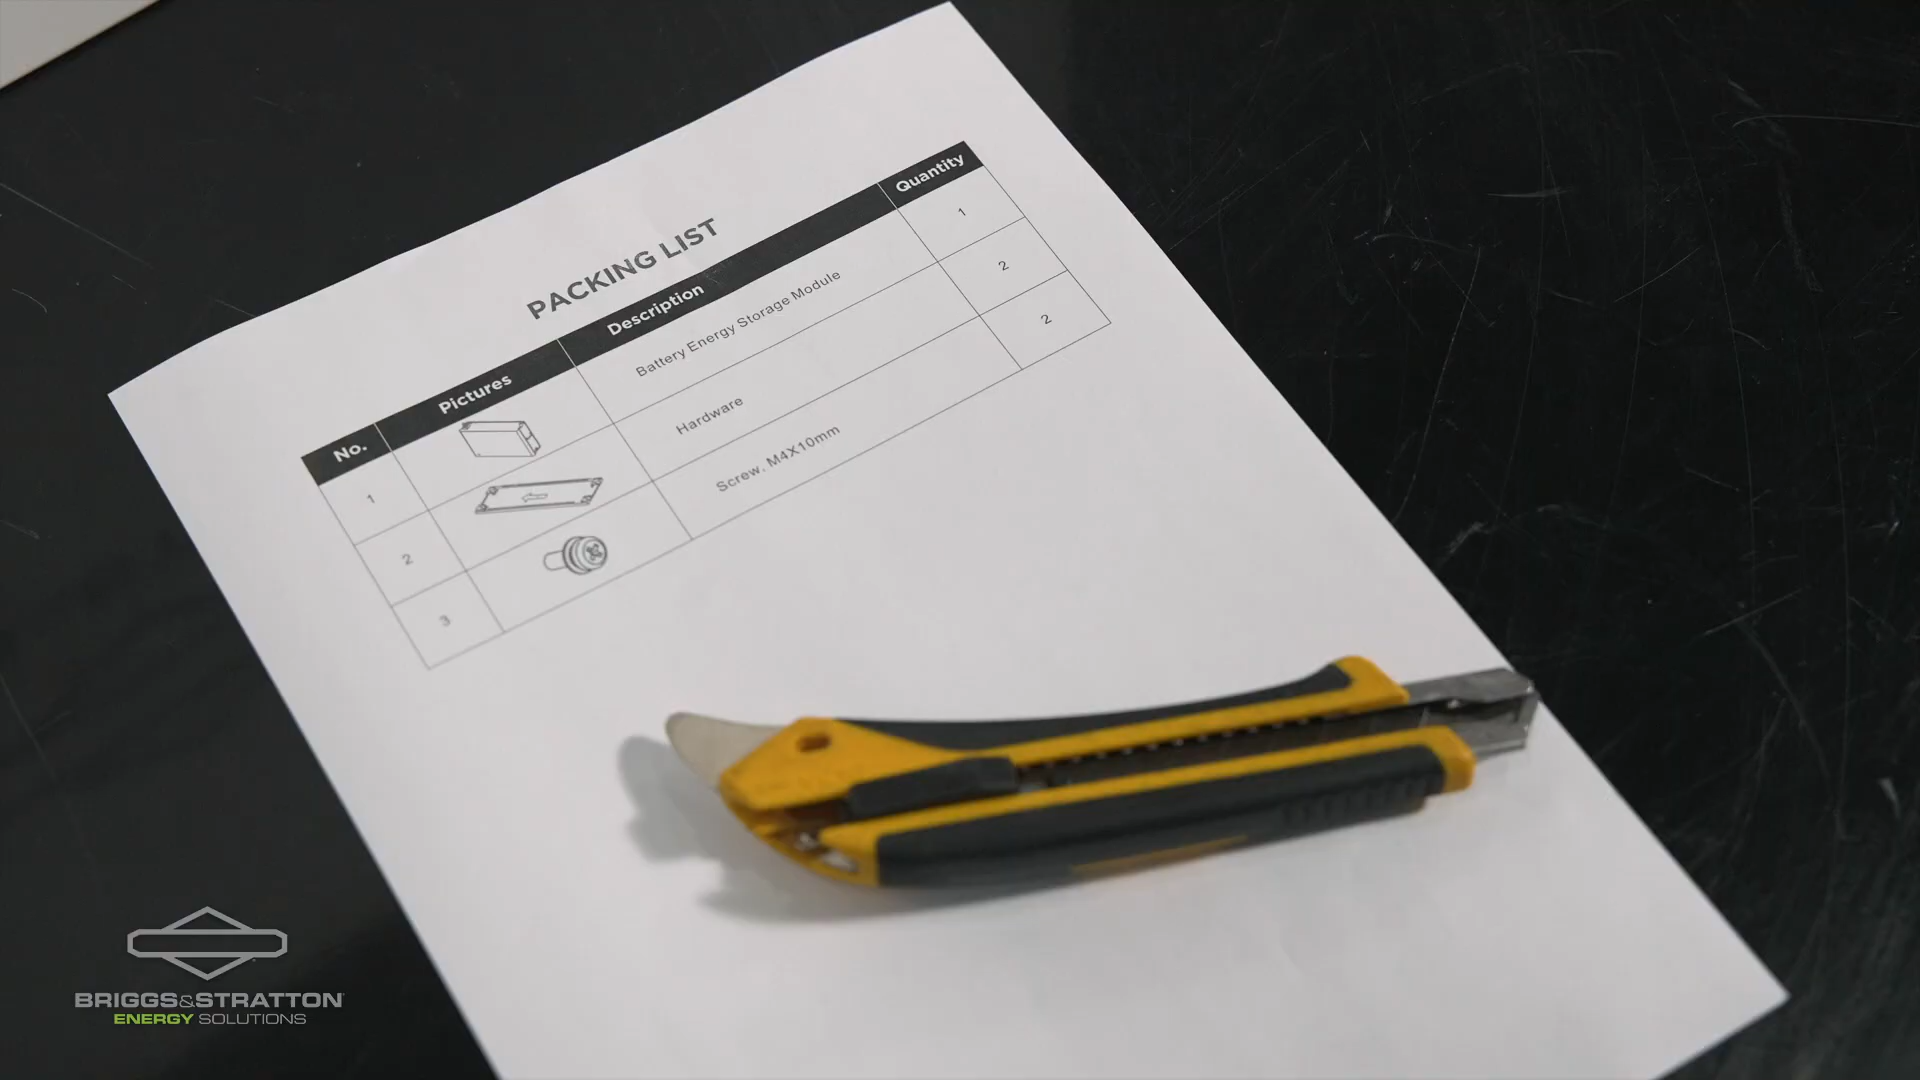 PACKING LIST
No. Pictures Description Quantity
1 Battery Energy Storage Module 1
2 Hardware 2
3 Screw, M4X10mm 2
BRIGGS&STRATTON
ENERGY SOLUTIONS